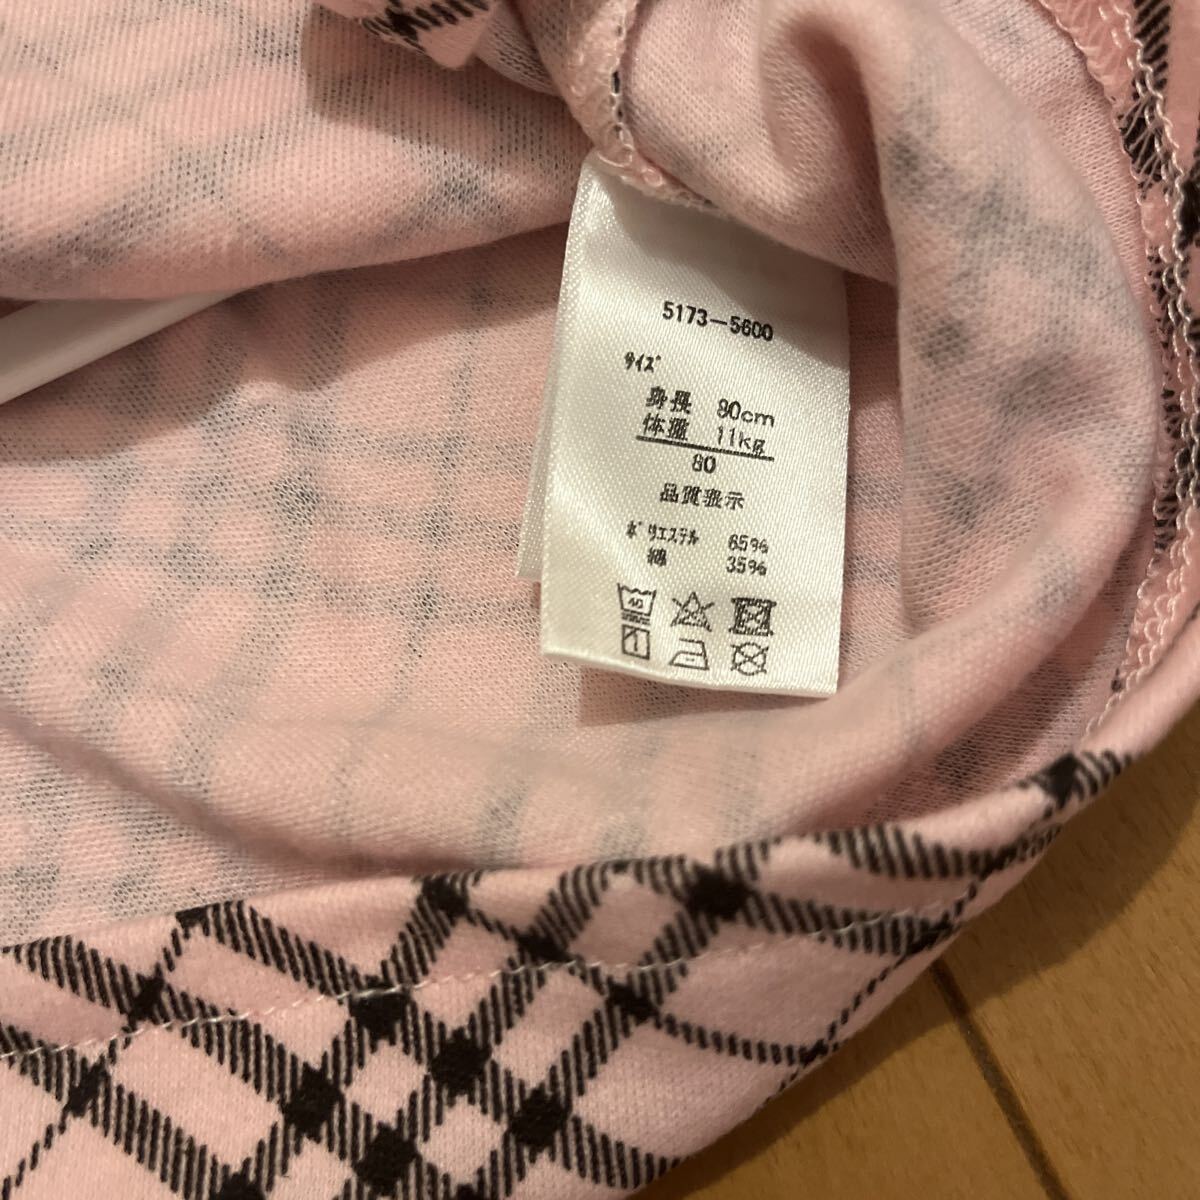 5173-5600
サイズ
身長 80cm
体重 11kg
80
品質表示
ポリエステル 65%
綿 35%